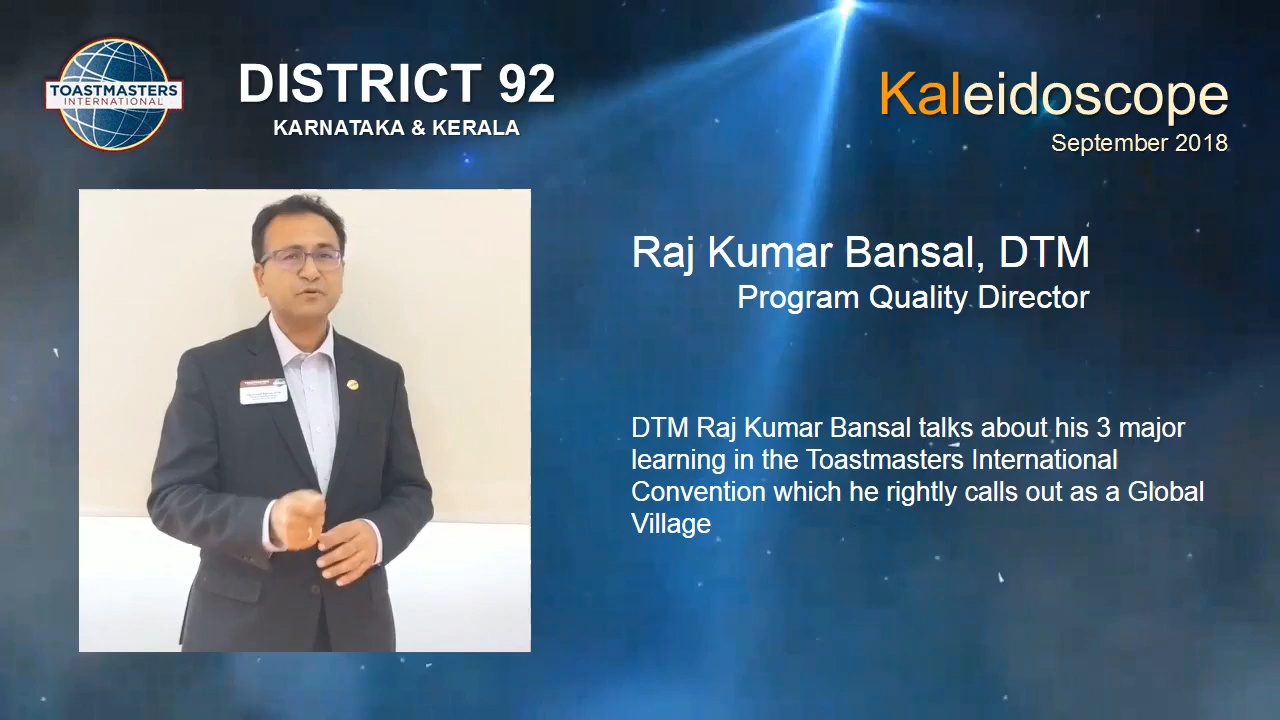 TOASTMASTERS
INTERNATIONAL
DISTRICT 92
KARNATAKA & KERALA
Kaleidoscope
September 2018
Raj Kumar Bansal, DTM
Program Quality Director
DTM Raj Kumar Bansal talks about his 3 major
learning in the Toastmasters International
Convention which he rightly calls out as a Global
Village